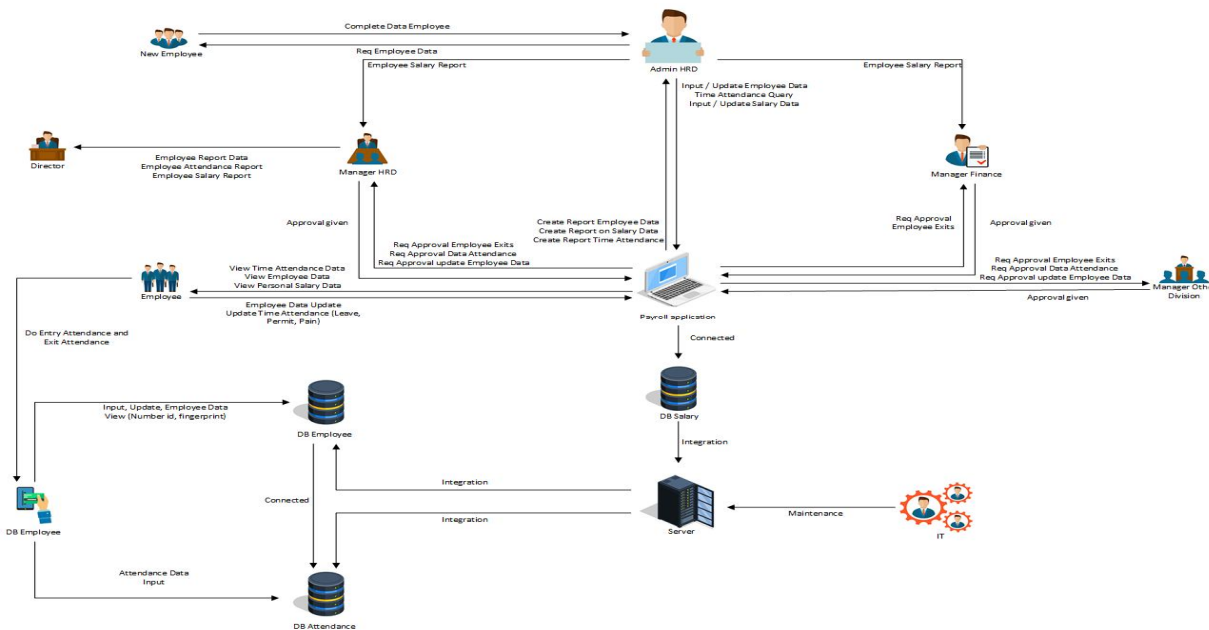 Complete Data Employee
New Employee
Req Employee Data
Admin HRD
Employee Salary Report
Employee Salary Report
Input / Update Employee Data
Time Attendance Query
Input / Update Salary Data
Director
Employee Report Data
Employee Attendance Report
Employee Salary Report
Manager HRD
Manager Finance
Approval given
Create Report Employee Data
Create Report on Salary Data
Create Report Time Attendance
Req Approval
Employee Exits
Approval given
Req Approval Employee Exits
Req Approval Data Attendance
Req Approval update Employee Data
Req Approval Employee Exits
Req Approval Data Attendance
Req Approval update Employee Data
View Time Attendance Data
View Employee Data
View Personal Salary Data
Employee
Manager Oth
Division
Approval given
Employee Data Update
Update Time Attendance (Leave,
Permit, Pain)
Payroll application
Do Entry Attendance and
Exit Attendance
Connected
Input, Update, Employee Data
View (Number id, fingerprint)
DB Salary
DB Employee
Integration
Integration
Connected
Maintenance
Integration
Server
DB Employee
IT
Attendance Data
Input
DB Attendance